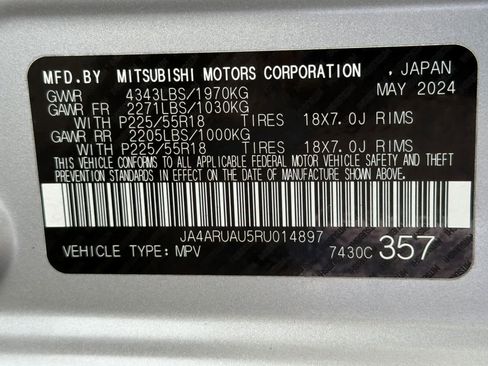 MFD.BY MITSUBISHI MOTORS CORPORATION , JAPAN
GVWR 4343LBS/1970KG MAY 2024
GAWR FR 2271LBS/1030KG
WITH P225/55R18 TIRES 18X7.0J RIMS
GAWR RR 2205LBS/1000KG
WITH P225/55R18 TIRES 18X7.0J RIMS
THIS VEHICLE CONFORMS TO ALL APPLICABLE FEDERAL MOTOR VEHICLE SAFETY AND THEFT
PREVENTION STANDARDS IN EFFECT ON THE DATE OF MANUFACTURE SHOWN ABOVE.
JA4ARUAU5RU014897
VEHICLE TYPE: MPV 7430C 357